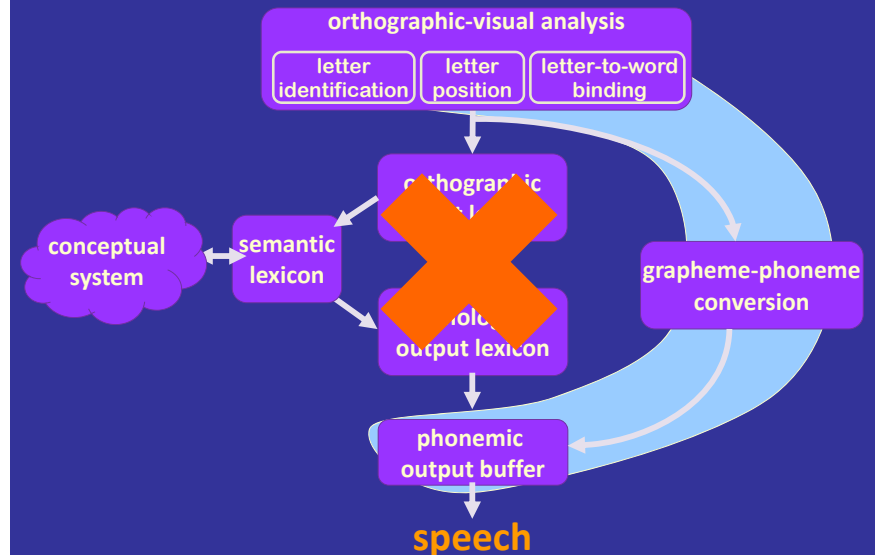 orthographic-visual analysis
letter
identification
letter
position
letter-to-word
binding
conceptual
system
semantic
lexicon
grapheme-phoneme
conversion
output lexicon
phonemic
output buffer
speech